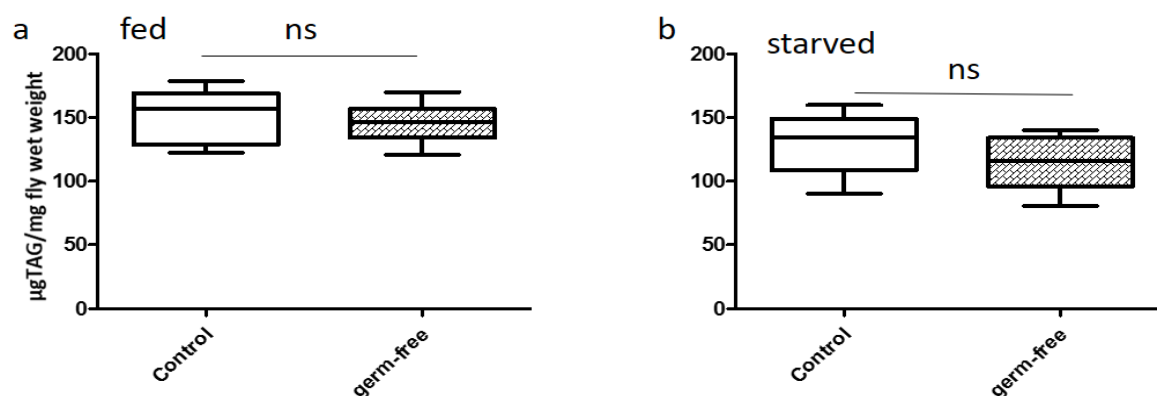 a fed ns
200
150
100
50
0
µgTAG/mg fly wet weight
Control
germ-free
b starved
ns
200
150
100
50
0
Control
germ-free